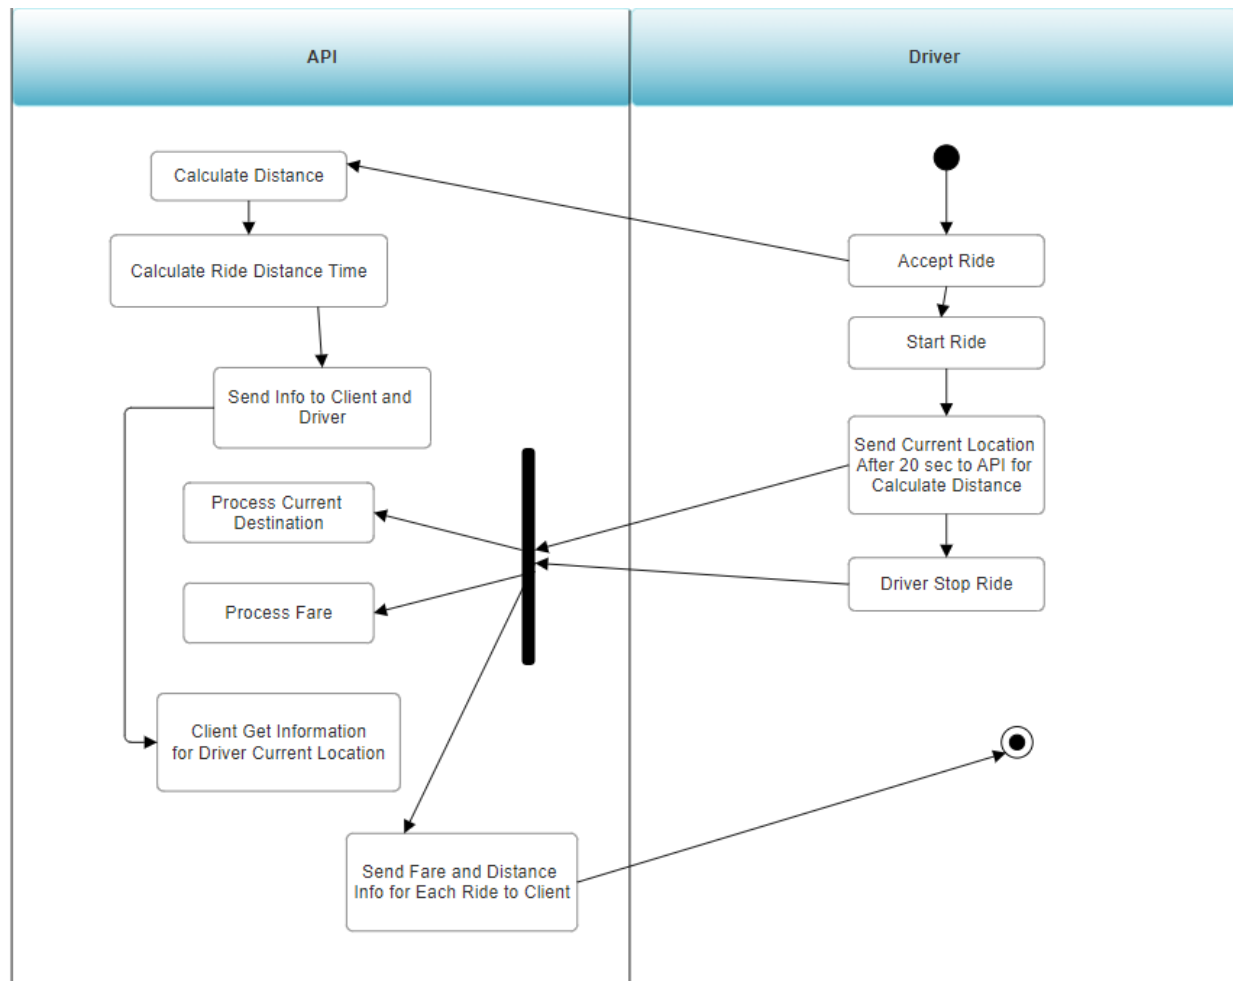 API
Driver
Calculate Distance
Calculate Ride Distance Time
Accept Ride
Start Ride
Send Info to Client and
Driver
Send Current Location
After 20 sec to API for
Calculate Distance
Process Current
Destination
Driver Stop Ride
Process Fare
Client Get Information
for Driver Current Location
Send Fare and Distance
Info for Each Ride to Client